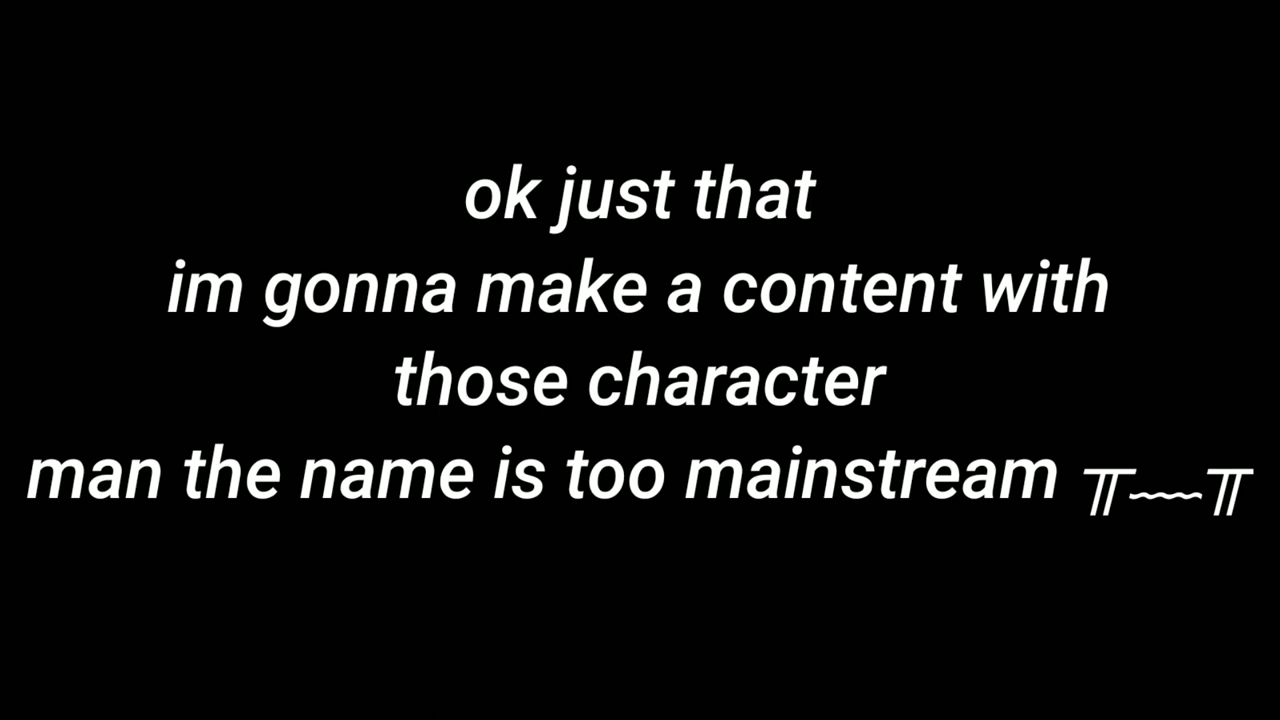 ok just that
im gonna make a content with
those character
man the name is too mainstream ╥﹏╥